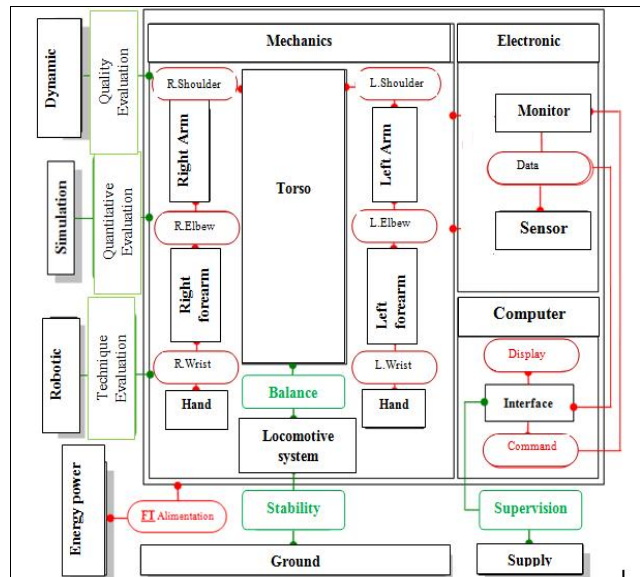 Mechanics
Electronic
Dynamic
Quality
Evaluation
R.Shoulder
L.Shoulder
Monitor
Right Arm
Torso
Left Arm
Data
Simulation
Quantitative
Evaluation
R.Elbew
L.Elbew
Sensor
Right
forearm
Left
forearm
Computer
Robotic
Technique
Evaluation
R.Wrist
L.Wrist
Display
Balance
Hand
Hand
Interface
Locomotive
system
Command
Energy power
FT Alimentation
Stability
Supervision
Ground
Supply